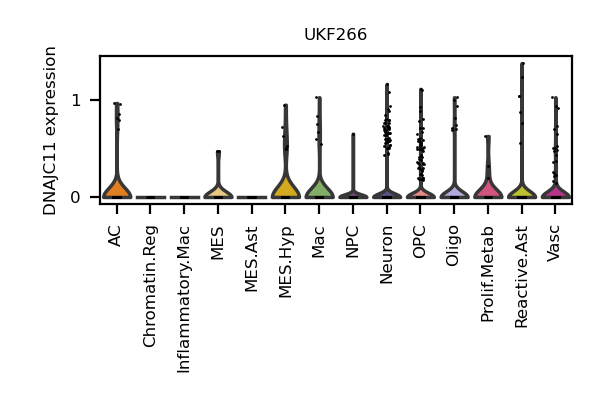 UKF266
DNAJC11 expression
1
0
AC
Chromatin.Reg
Inflammatory.Mac
MES
MES.Ast
MES.Hyp
Mac
NPC
Neuron
OPC
Oligo
Prolif.Metab
Reactive.Ast
Vasc